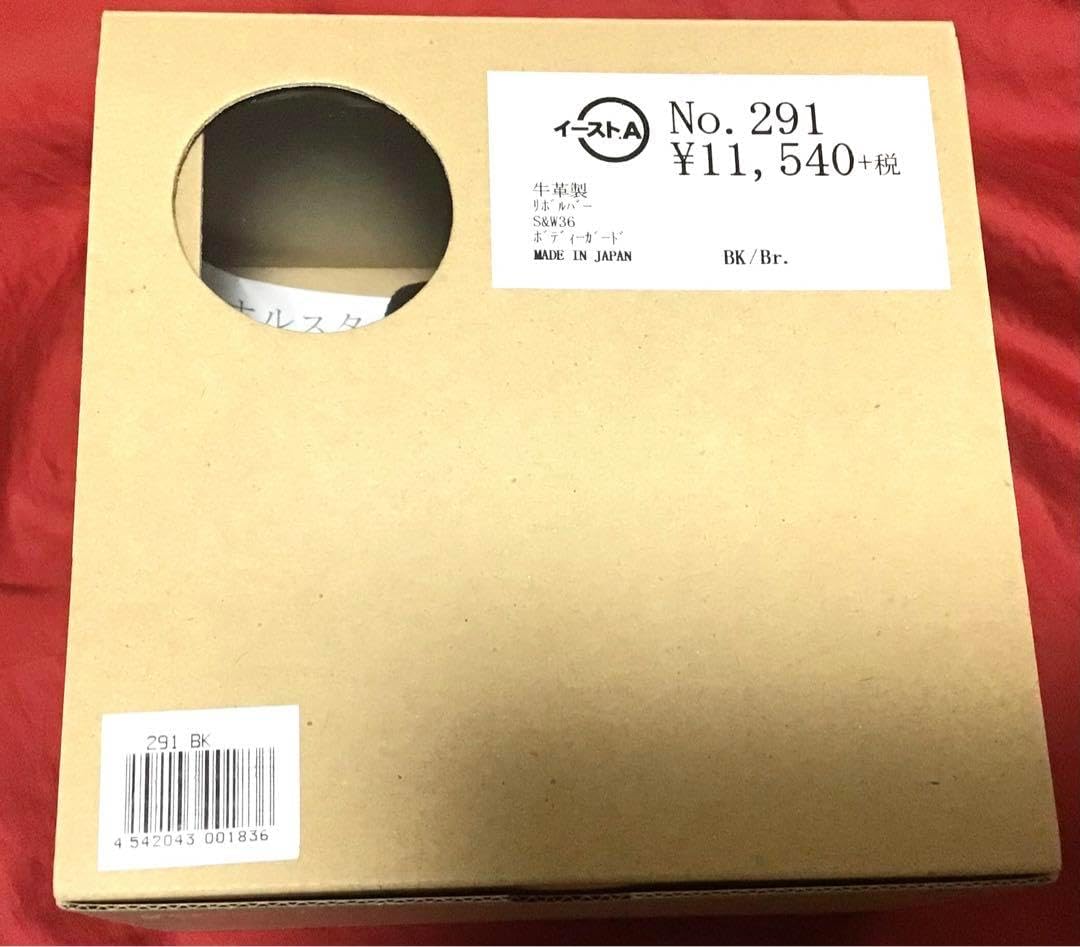 イースト.A
No.291
¥11,540+税
牛革製
ﾘﾎﾞﾙﾊﾞｰ
S&W36
ﾎﾞﾃﾞｨｰｶﾞｰﾄﾞ
MADE IN JAPAN
BK/Br.
ホルスタ
291 BK
4 542043 001836